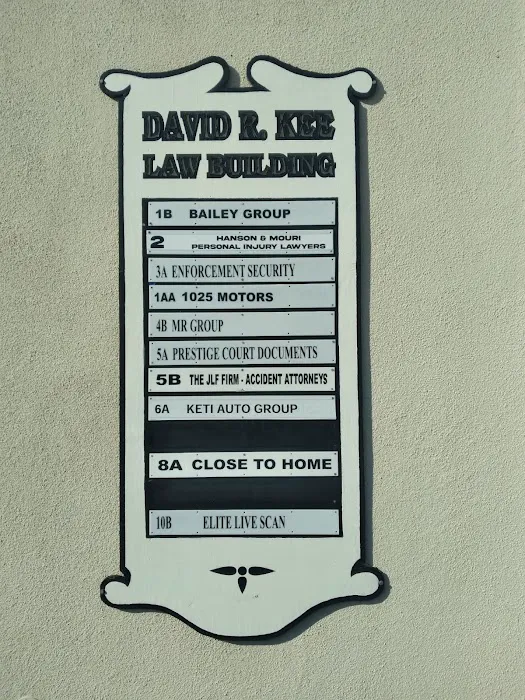 DAVID R. KEE
LAW BUILDING
1B BAILEY GROUP
2 HANSON & MOURI
PERSONAL INJURY LAWYERS
3A ENFORCEMENT SECURITY
1AA 1025 MOTORS
4B MR GROUP
5A PRESTIGE COURT DOCUMENTS
5B THE JLF FIRM - ACCIDENT ATTORNEYS
6A KETI AUTO GROUP
8A CLOSE TO HOME
10B ELITE LIVE SCAN